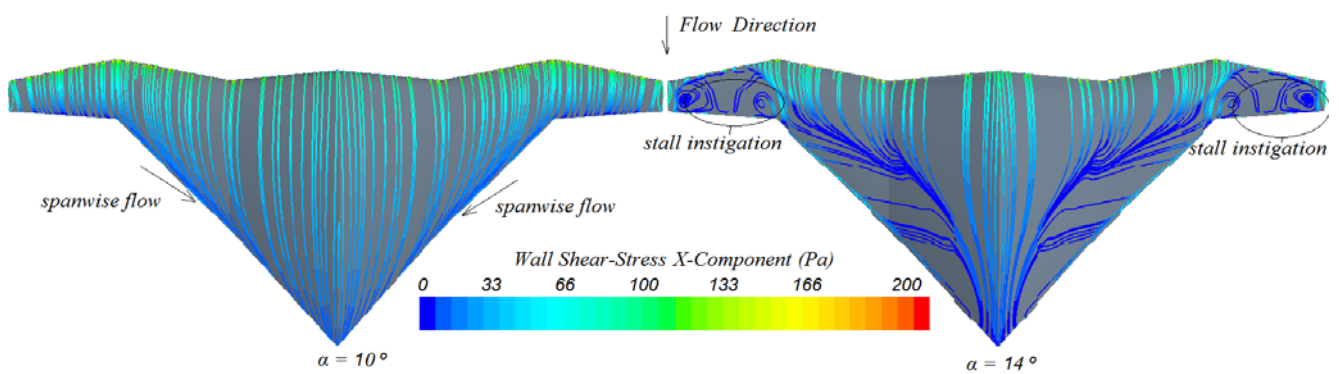 Flow Direction
stall instigation
stall instigation
spanwise flow
spanwise flow
Wall Shear-Stress X-Component (Pa)
0 33 66 100 133 166 200
α = 10°
α = 14°